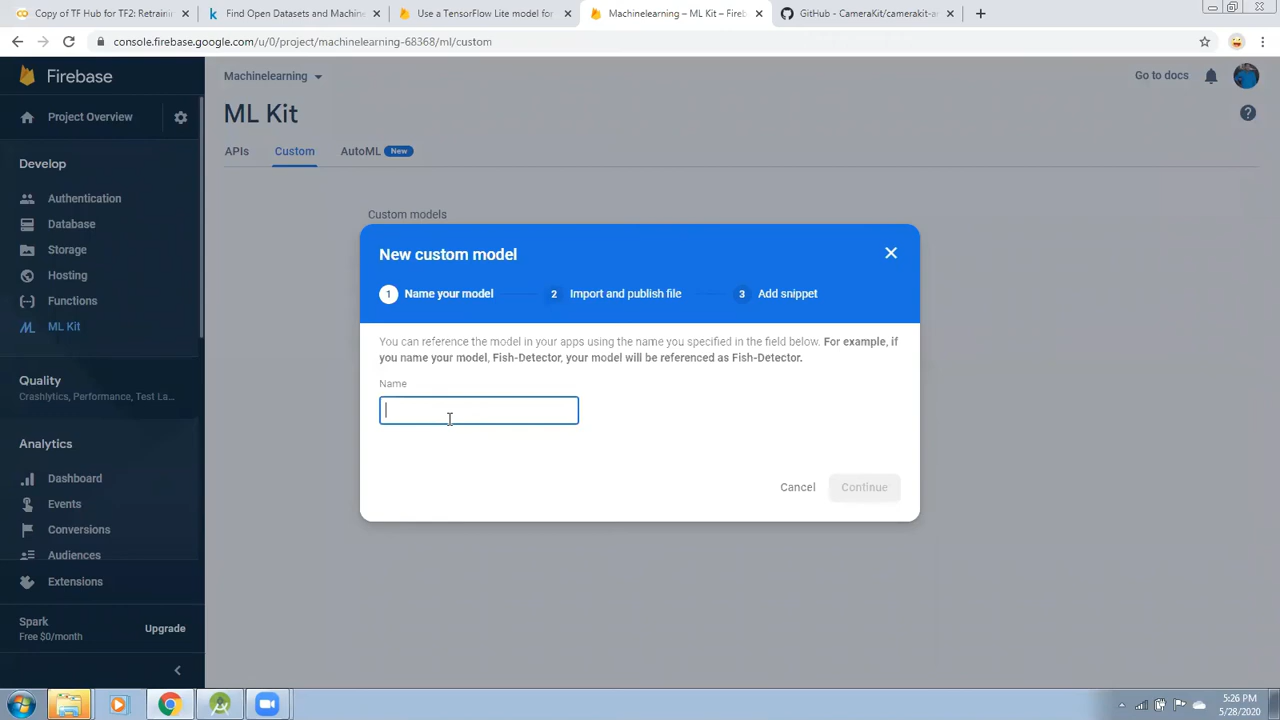 Copy of TF Hub for TF2: Retrainin
Find Open Datasets and Machine
Use a TensorFlow Lite model for
Machinelearning – ML Kit – Fireb
GitHub - CameraKit/camerakit-a
console.firebase.google.com/u/0/project/machinelearning-68368/ml/custom
Firebase
Project Overview
Develop
Authentication
Database
Storage
Hosting
Functions
ML Kit
Quality
Crashlytics, Performance, Test La...
Analytics
Dashboard
Events
Conversions
Audiences
Extensions
Spark
Free $0/month
Upgrade
Machinelearning
Go to docs
ML Kit
APIs
Custom
AutoML
New
Custom models
New custom model
1 Name your model
2 Import and publish file
3 Add snippet
You can reference the model in your apps using the name you specified in the field below. For example, if
you name your model, Fish-Detector, your model will be referenced as Fish-Detector.
Name
Cancel
Continue
5:26 PM
5/28/2020